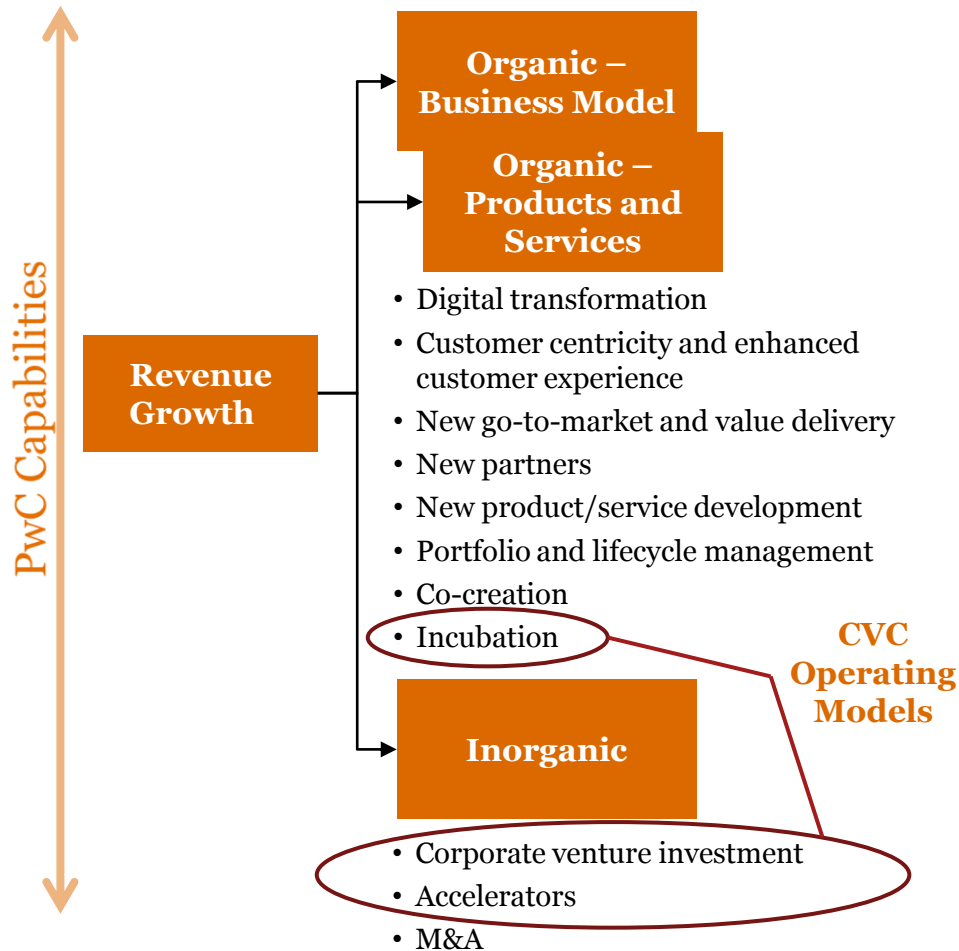 PwC Capabilities
Revenue
Growth
Organic –
Business Model
Organic –
Products and
Services
• Digital transformation
• Customer centricity and enhanced
customer experience
• New go-to-market and value delivery
• New partners
• New product/service development
• Portfolio and lifecycle management
• Co-creation
• Incubation
CVC
Operating
Models
Inorganic
• Corporate venture investment
• Accelerators
• M&A